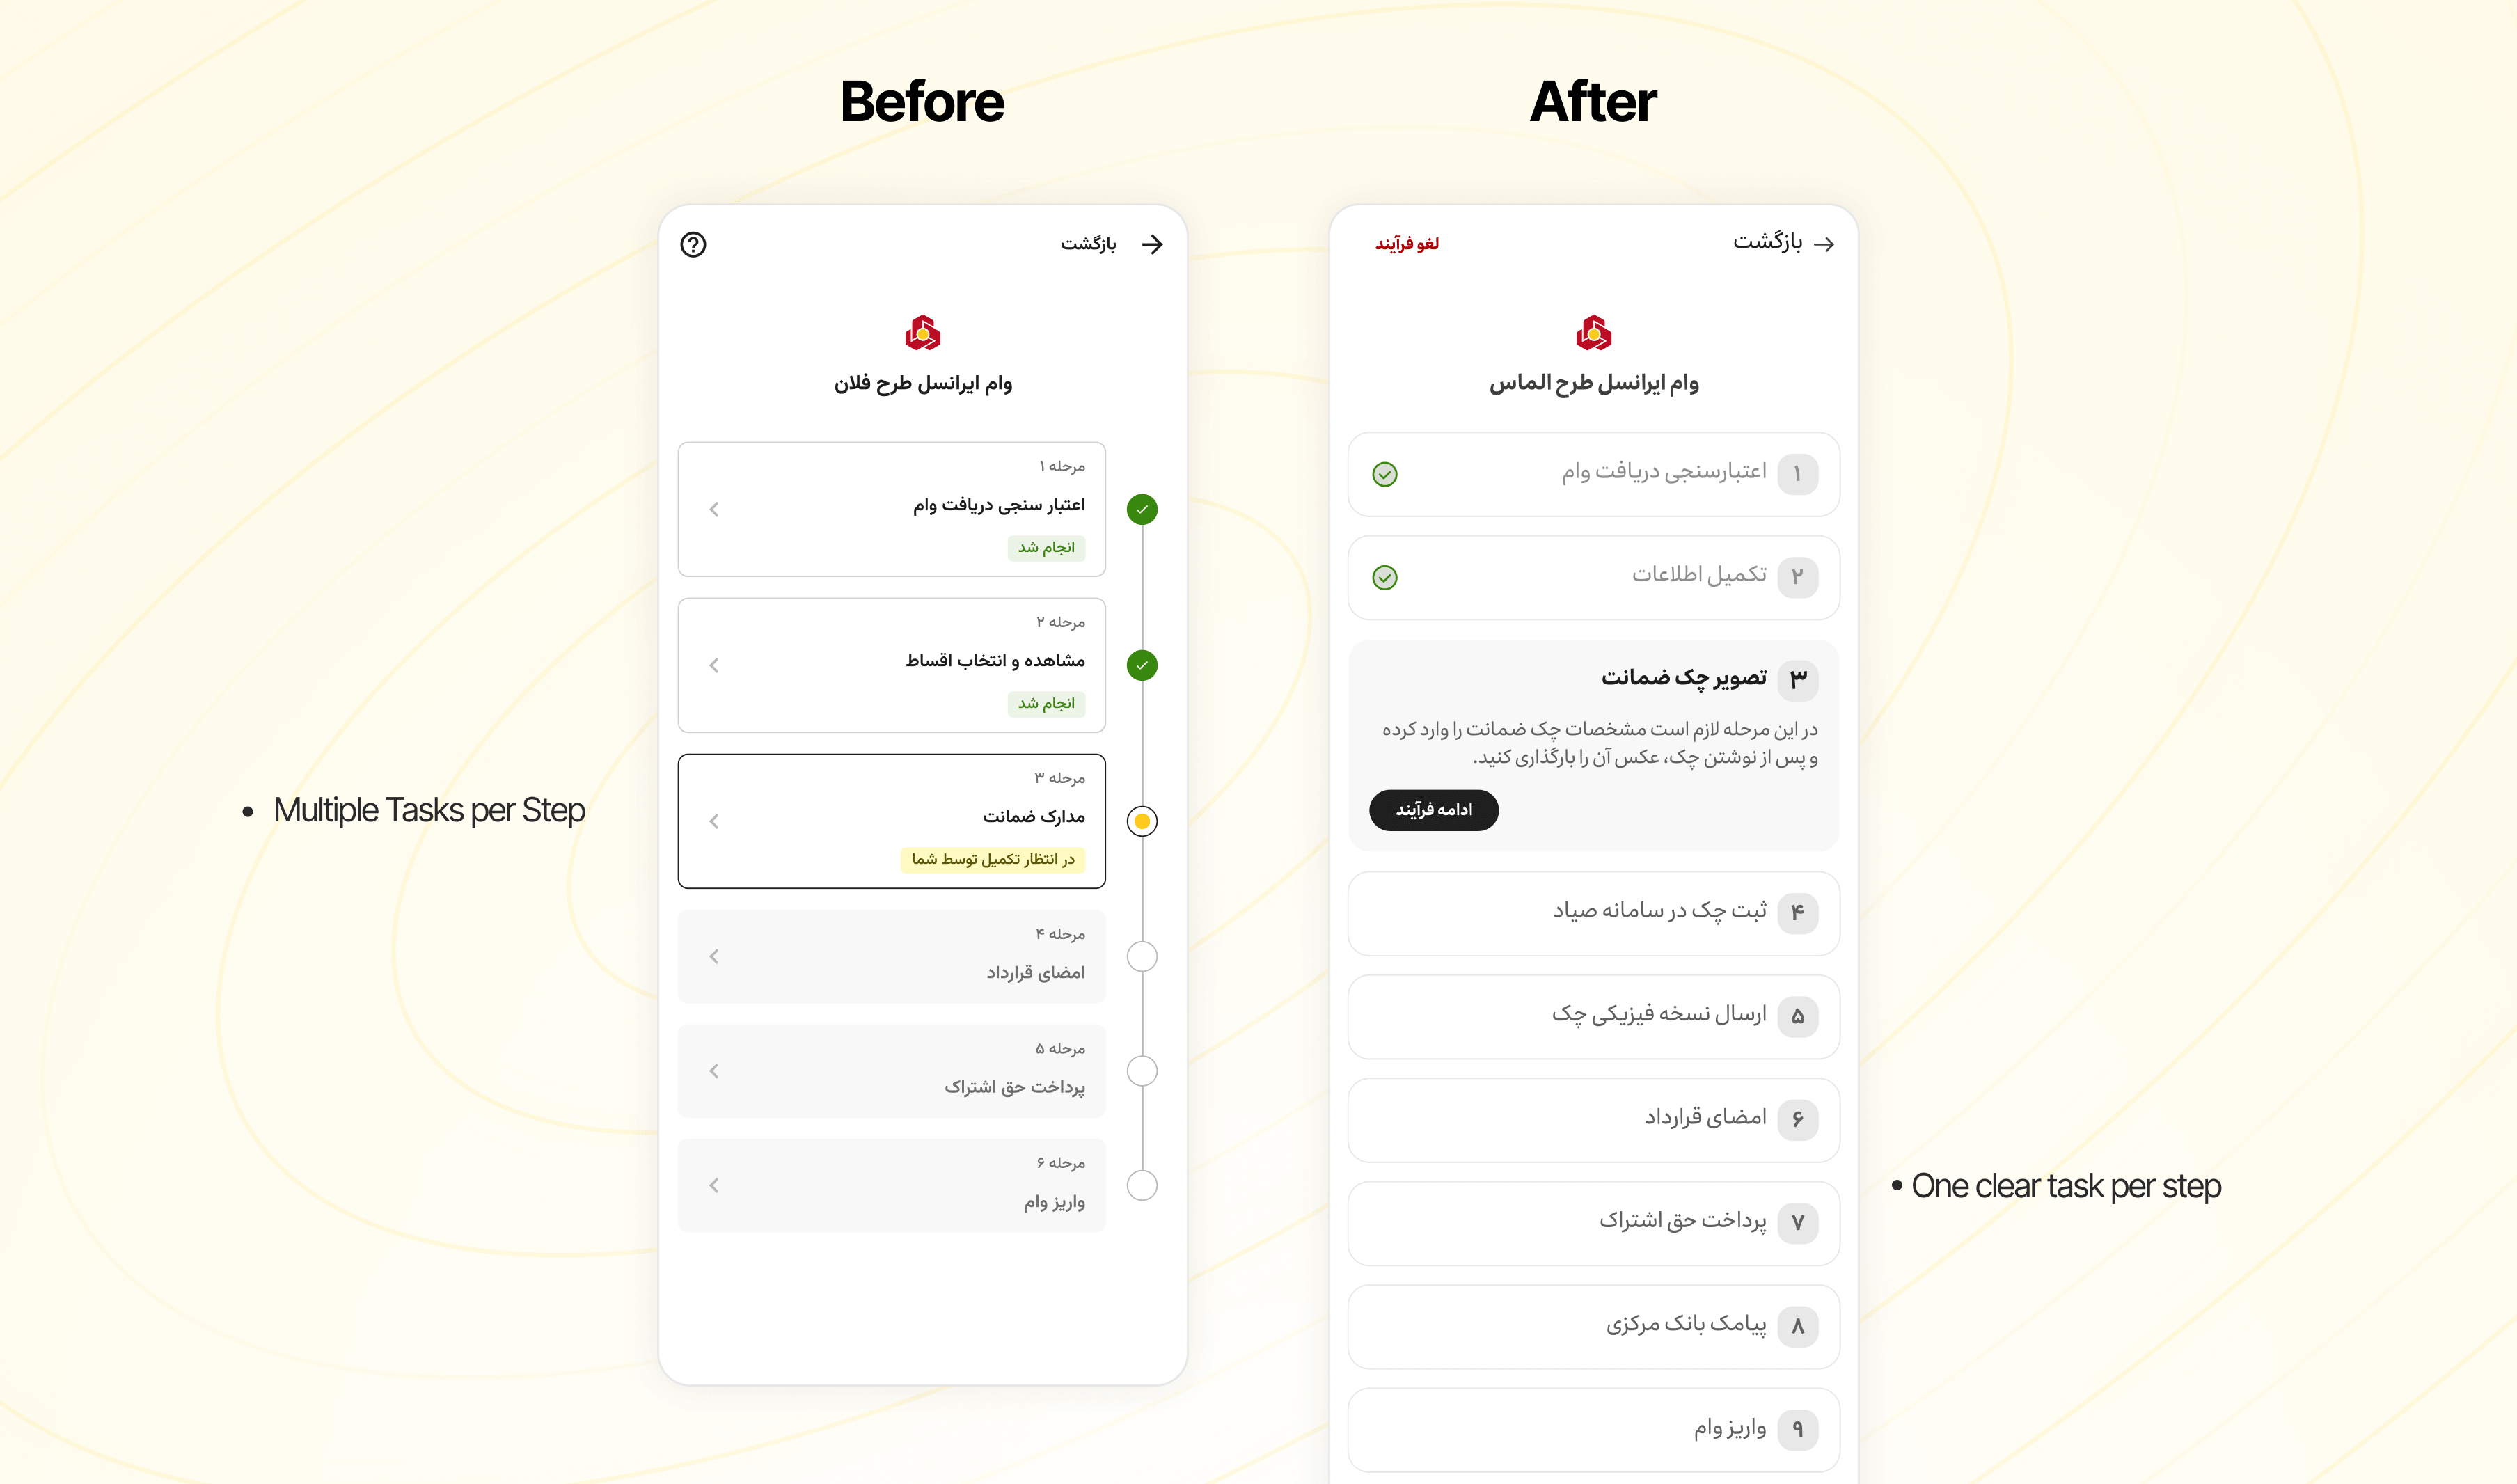 Before
After
• Multiple Tasks per Step
بازگشت
وام ایرانسل طرح فلان
مرحله ۱
اعتبار سنجی دریافت وام
انجام شد
مرحله ۲
مشاهده و انتخاب اقساط
انجام شد
مرحله ۳
مدارک ضمانت
در انتظار تکمیل توسط شما
مرحله ۴
امضای قرارداد
مرحله ۵
پرداخت حق اشتراک
مرحله ۶
واریز وام
بازگشت
لغو فرآیند
وام ایرانسل طرح الماس
۱ اعتبارسنجی دریافت وام
۲ تکمیل اطلاعات
۳ تصویر چک ضمانت
در این مرحله لازم است مشخصات چک ضمانت را وارد کرده
و پس از نوشتن چک، عکس آن را بارگذاری کنید.
ادامه فرآیند
۴ ثبت چک در سامانه صیاد
۵ ارسال نسخه فیزیکی چک
۶ امضای قرارداد
۷ پرداخت حق اشتراک
۸ پیامک بانک مرکزی
۹ واریز وام
• One clear task per step